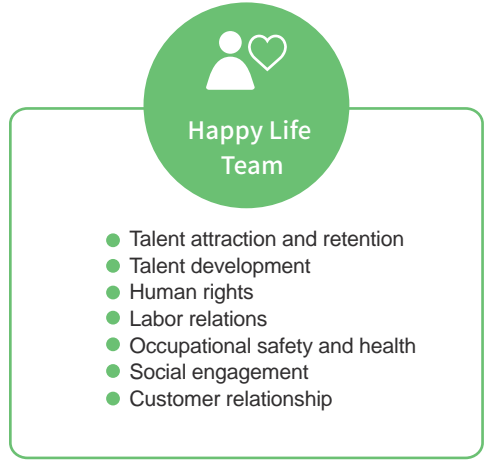 Happy Life
Team
Talent attraction and retention
Talent development
Human rights
Labor relations
Occupational safety and health
Social engagement
Customer relationship